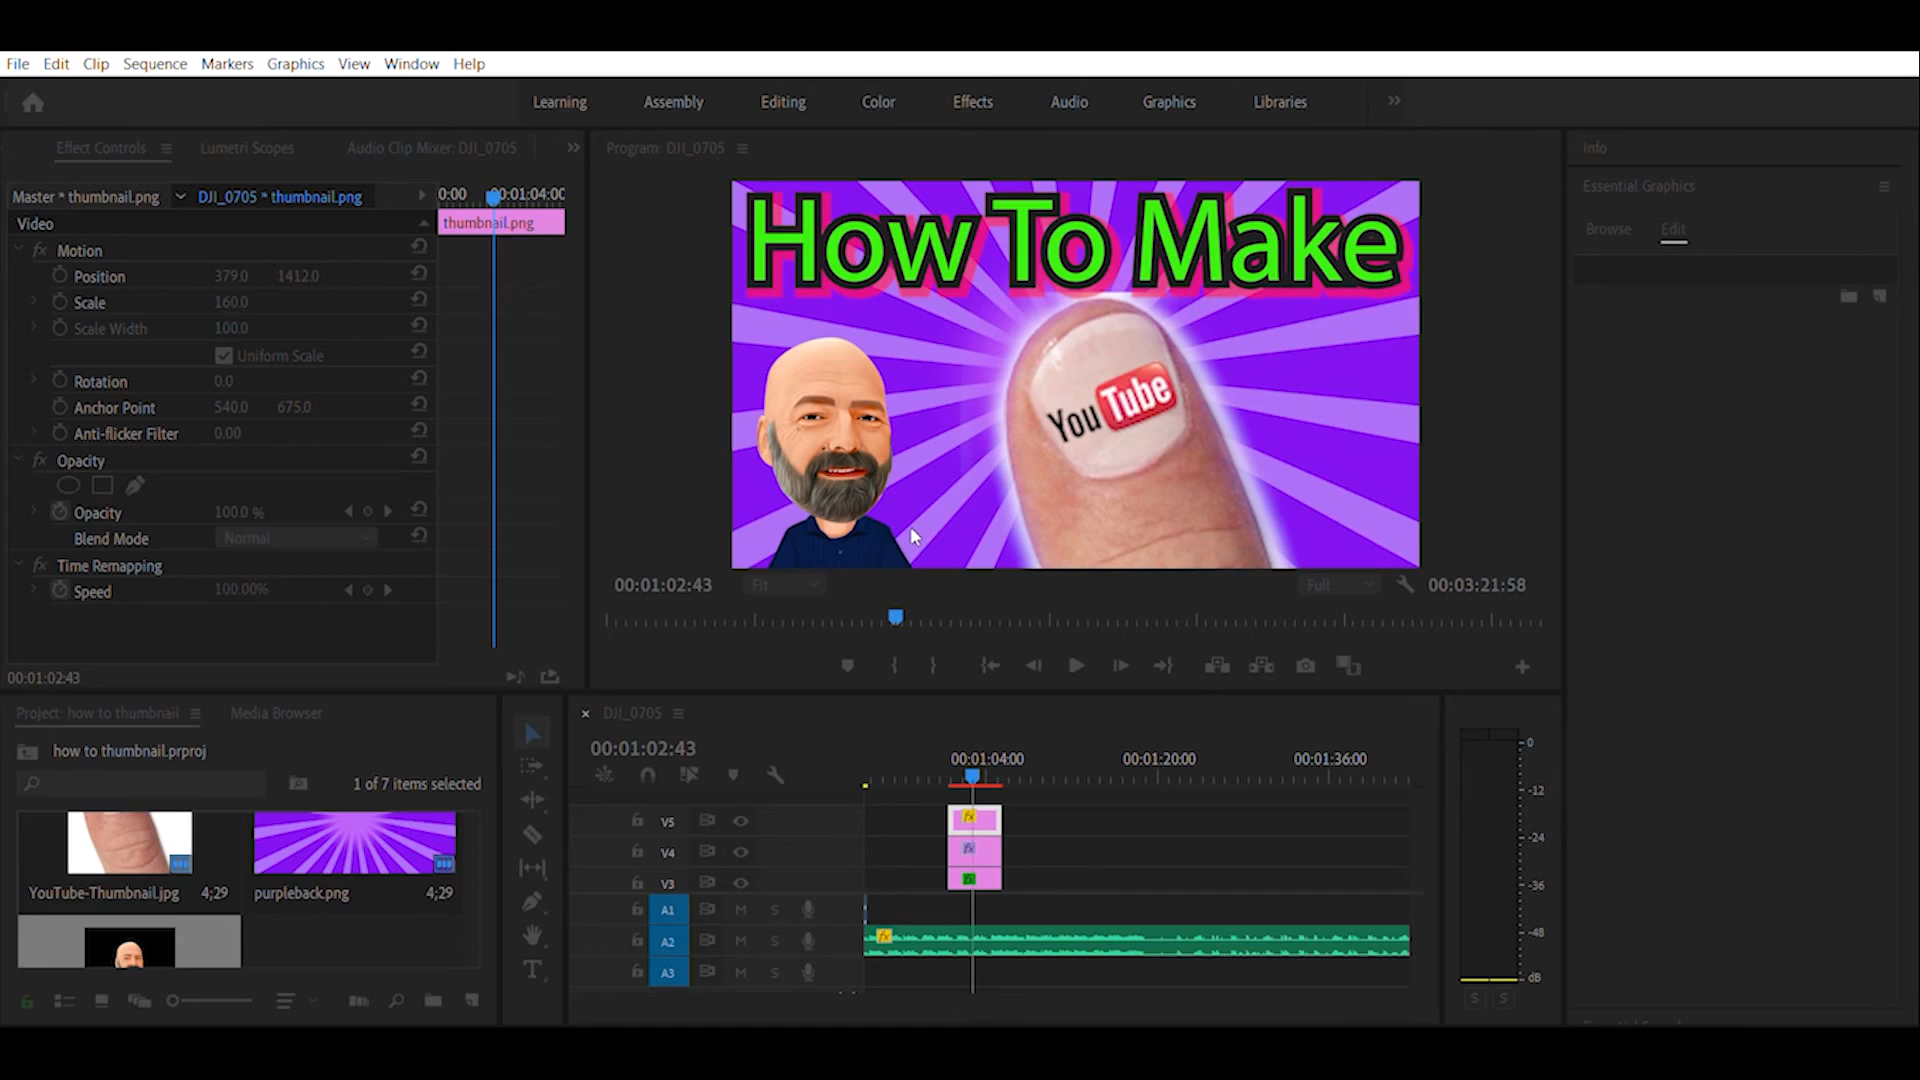 File Edit Clip Sequence Markers Graphics View Window Help
Learning Assembly Editing Color Effects Audio Graphics Libraries
Effect Controls Lumetri Scopes Audio Clip Mixer: DJI_0705
Program: DJI_0705
Info
Master * thumbnail.png DJI_0705 * thumbnail.png
0:00 00:01:04:00
Essential Graphics
Video
thumbnail.png
Browse Edit
Motion
Position 379.0 1412.0
Scale 160.0
Scale Width 100.0
Uniform Scale
Rotation 0.0
Anchor Point 540.0 675.0
Anti-flicker Filter 0.00
Opacity
Opacity 100.0 %
Blend Mode Normal
Time Remapping
Speed 100.00%
00:01:02:43
How To Make
You Tube
00:01:02:43 Fit Full 00:03:21:58
Project: how to thumbnail Media Browser
how to thumbnail.prproj
1 of 7 items selected
YouTube-Thumbnail.jpg 4;29 purpleback.png 4;29
DJI_0705
00:01:02:43
00:01:04:00 00:01:20:00 00:01:36:00
V5
V4
V3
A1 M S
A2 M S
A3 M S
0
-12
-24
-36
-48
dB
S S